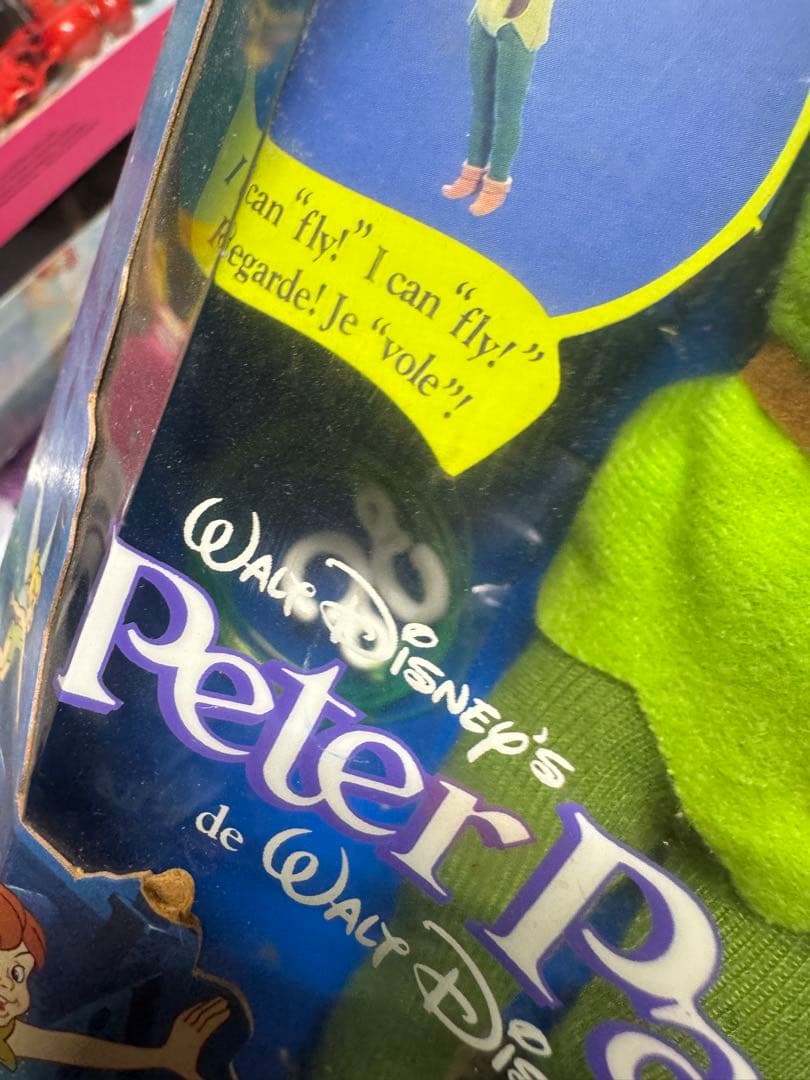 I can “fly!” I can “fly!”
Regarde! Je “vole”!
WALT DISNEY'S
Peter Pa
de WALT DIS